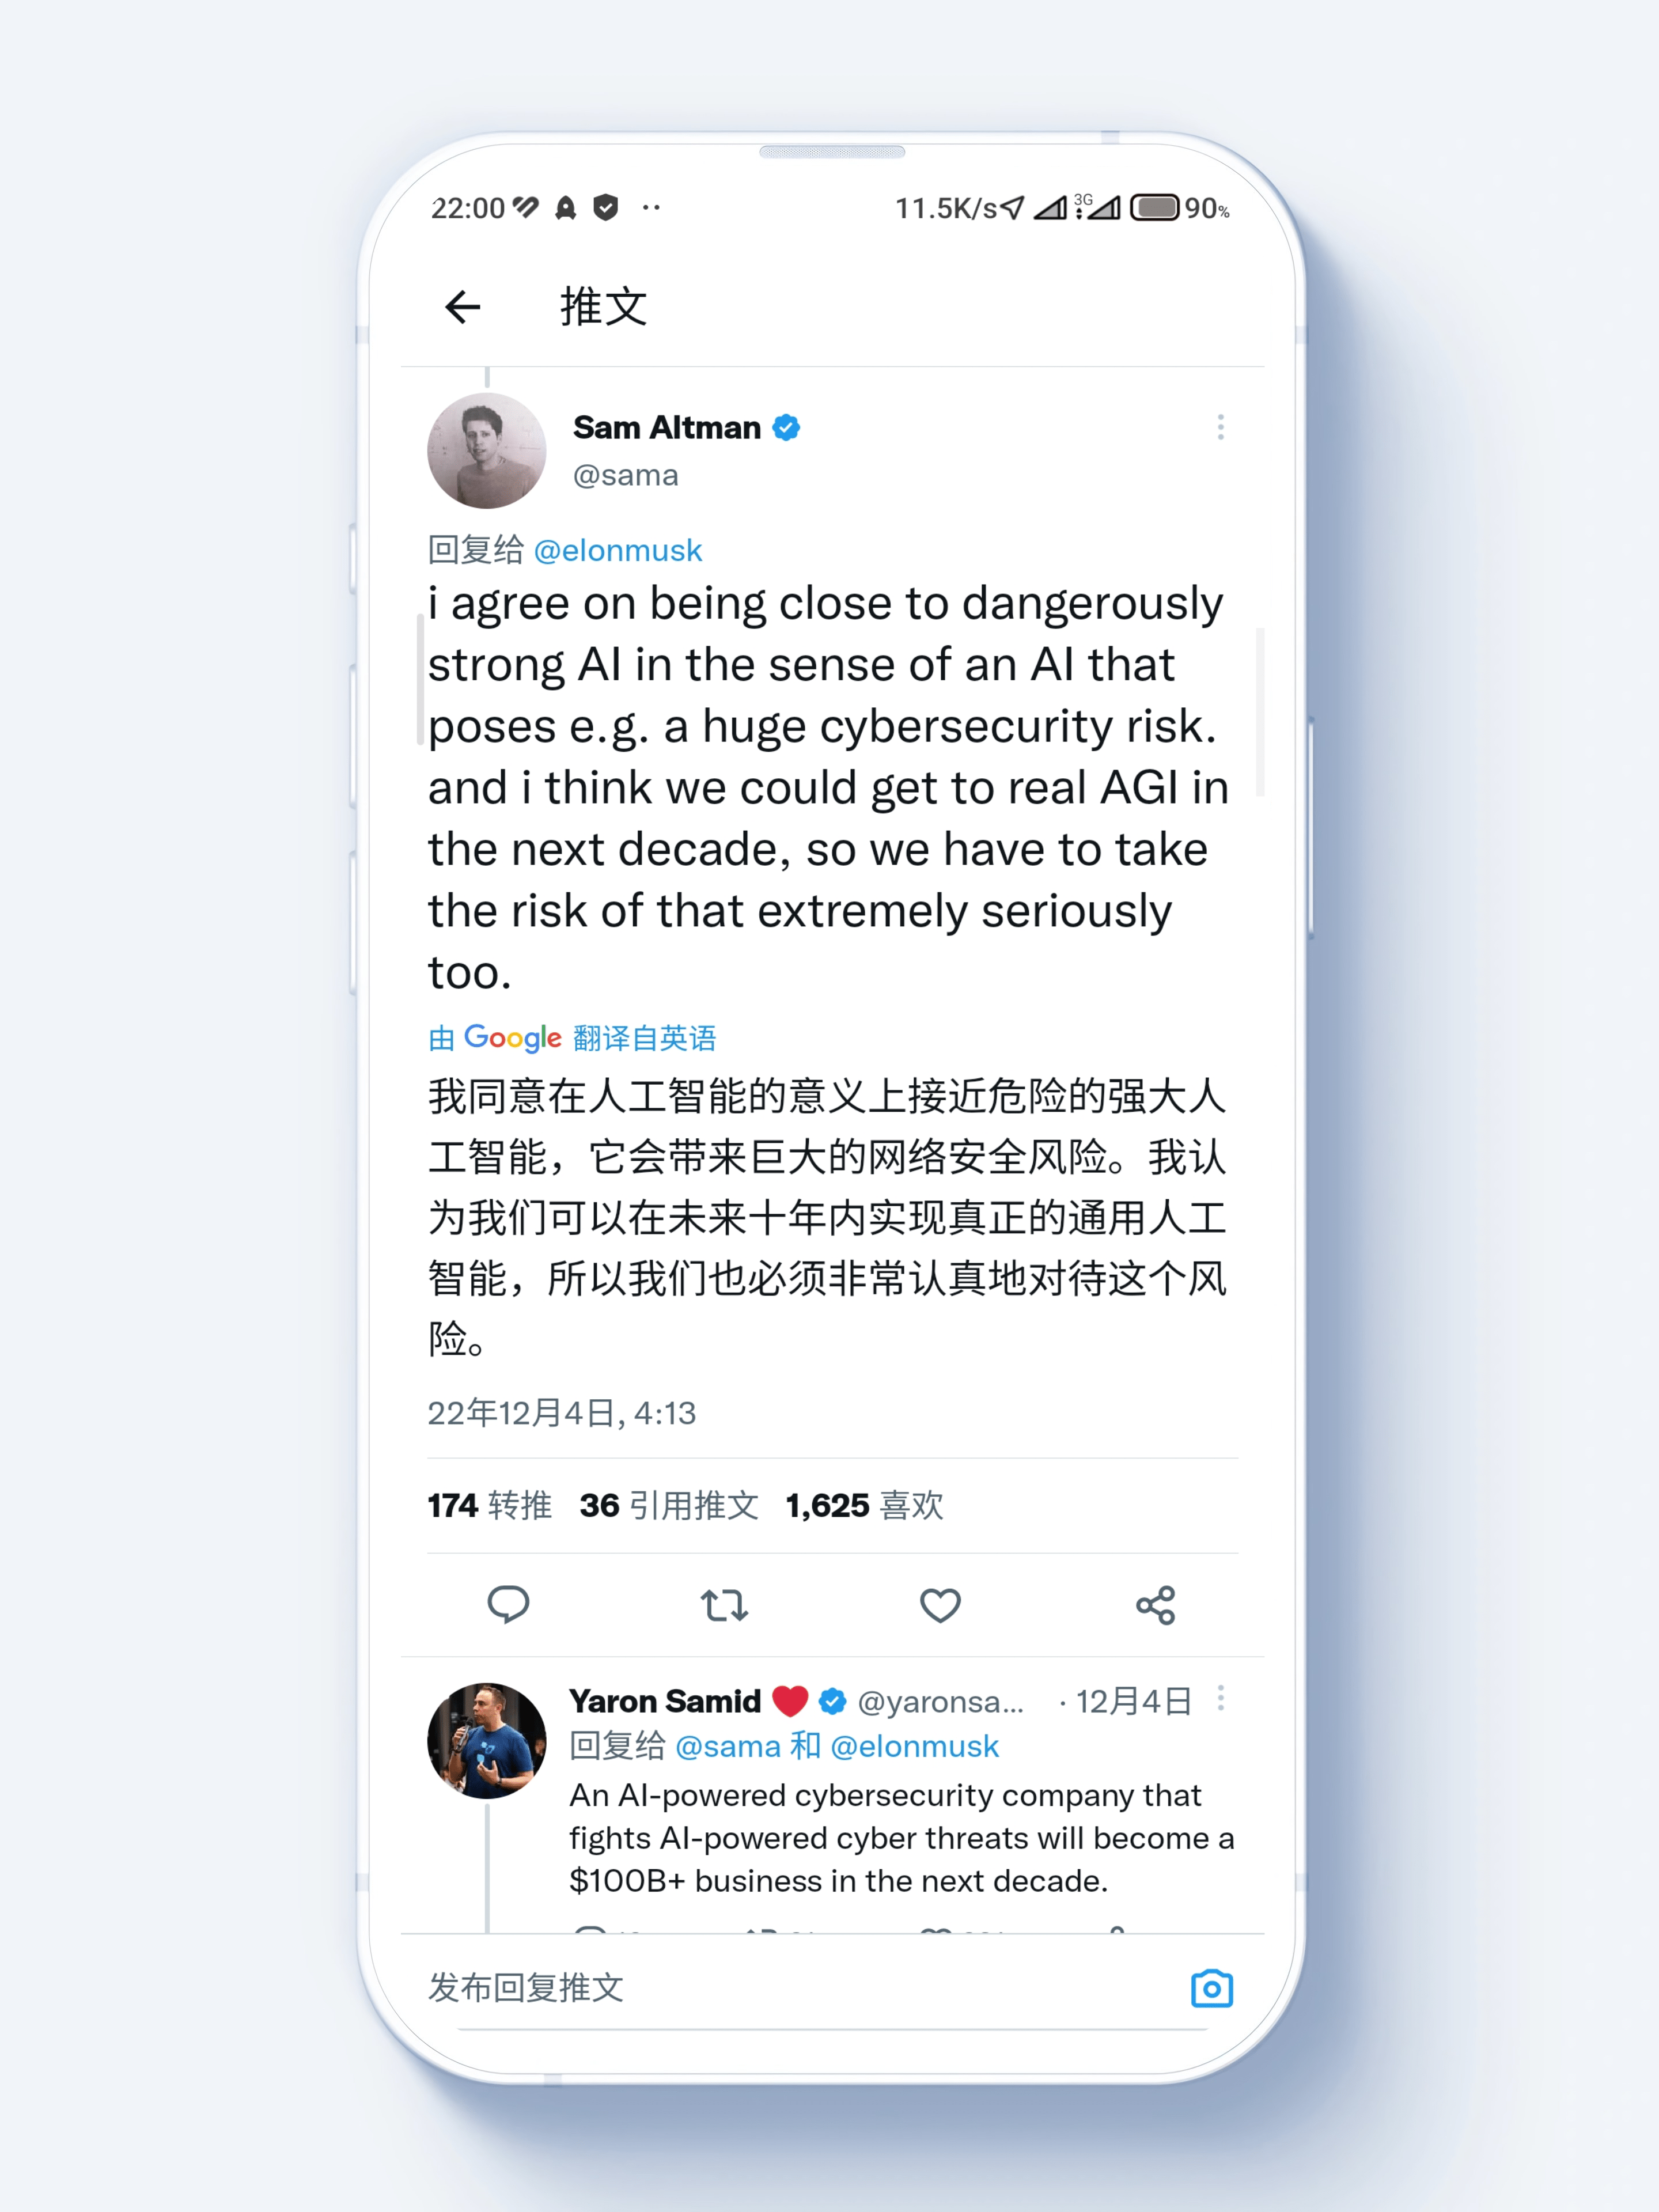 22:00 11.5K/s 3G 90%
推文
Sam Altman
@sama
回复给 @elonmusk
i agree on being close to dangerously
strong AI in the sense of an AI that
poses e.g. a huge cybersecurity risk.
and i think we could get to real AGI in
the next decade, so we have to take
the risk of that extremely seriously
too.
由 Google 翻译自英语
我同意在人工智能的意义上接近危险的强大人
工智能，它会带来巨大的网络安全风险。我认
为我们可以在未来十年内实现真正的通用人工
智能，所以我们也必须非常认真地对待这个风
险。
22年12月4日, 4:13
174 转推 36 引用推文 1,625 喜欢
Yaron Samid @yaronsa... · 12月4日
回复给 @sama 和 @elonmusk
An AI-powered cybersecurity company that
fights AI-powered cyber threats will become a
$100B+ business in the next decade.
发布回复推文